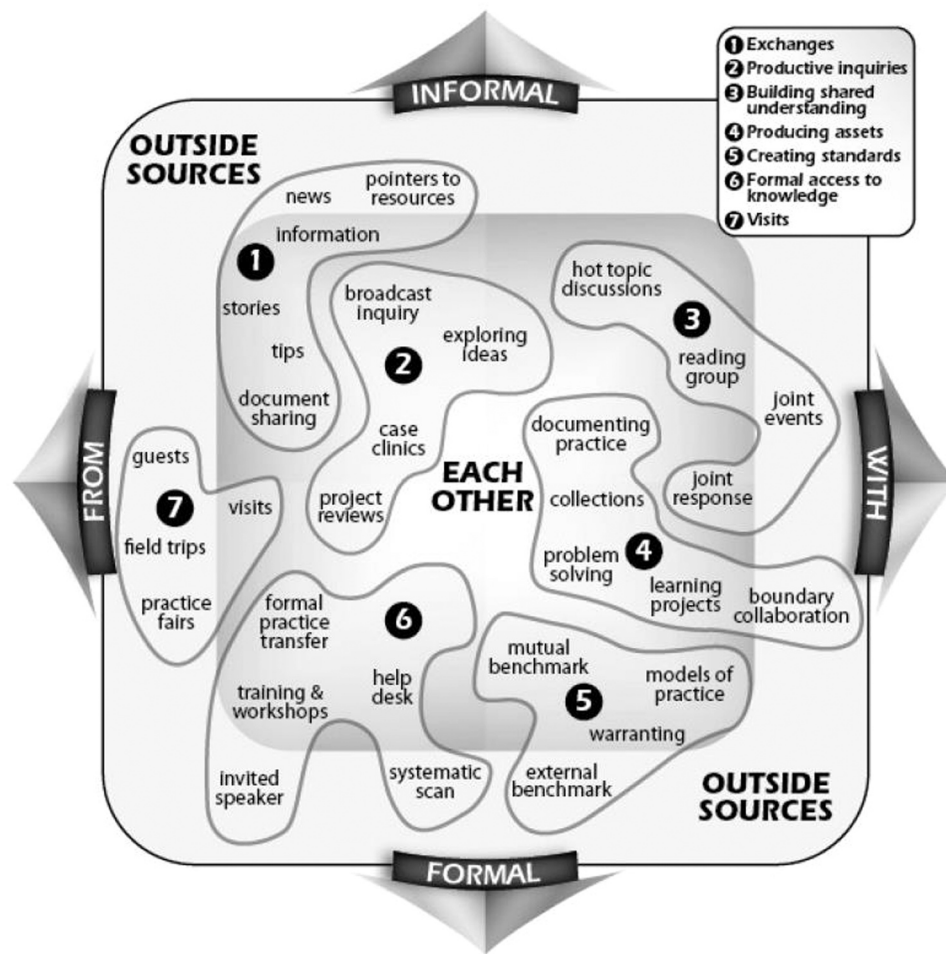 INFORMAL
1 Exchanges
2 Productive inquiries
3 Building shared
understanding
4 Producing assets
5 Creating standards
6 Formal access to
knowledge
7 Visits
OUTSIDE
SOURCES
news
pointers to
resources
information
1
stories
tips
document
sharing
broadcast
inquiry
exploring
ideas
2
case
clinics
project
reviews
hot topic
discussions
3
reading
group
joint
events
joint
response
FROM
guests
7
visits
field trips
practice
fairs
EACH
OTHER
documenting
practice
collections
4
problem
solving
learning
projects
boundary
collaboration
WITH
formal
practice
transfer
6
help
desk
training &
workshops
invited
speaker
systematic
scan
mutual
benchmark
models of
practice
5
warranting
external
benchmark
OUTSIDE
SOURCES
FORMAL